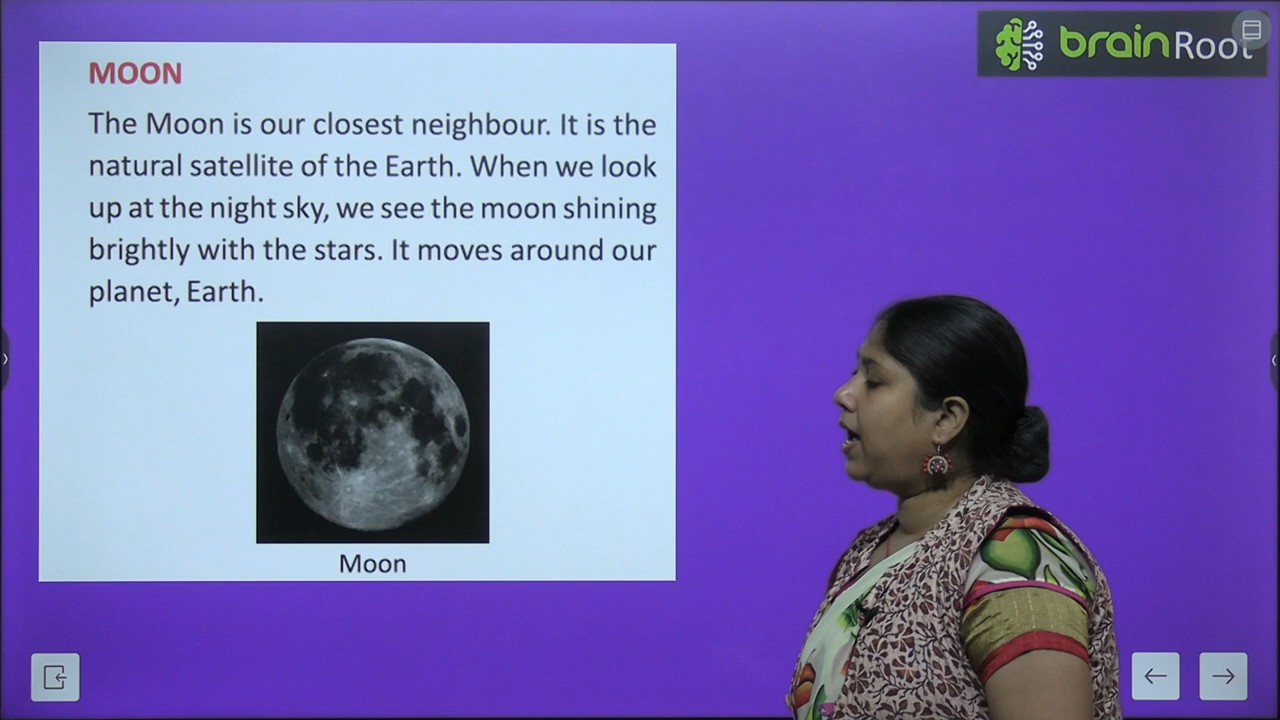 MOON
The Moon is our closest neighbour. It is the
natural satellite of the Earth. When we look
up at the night sky, we see the moon shining
brightly with the stars. It moves around our
planet, Earth.
Moon
brainRoot